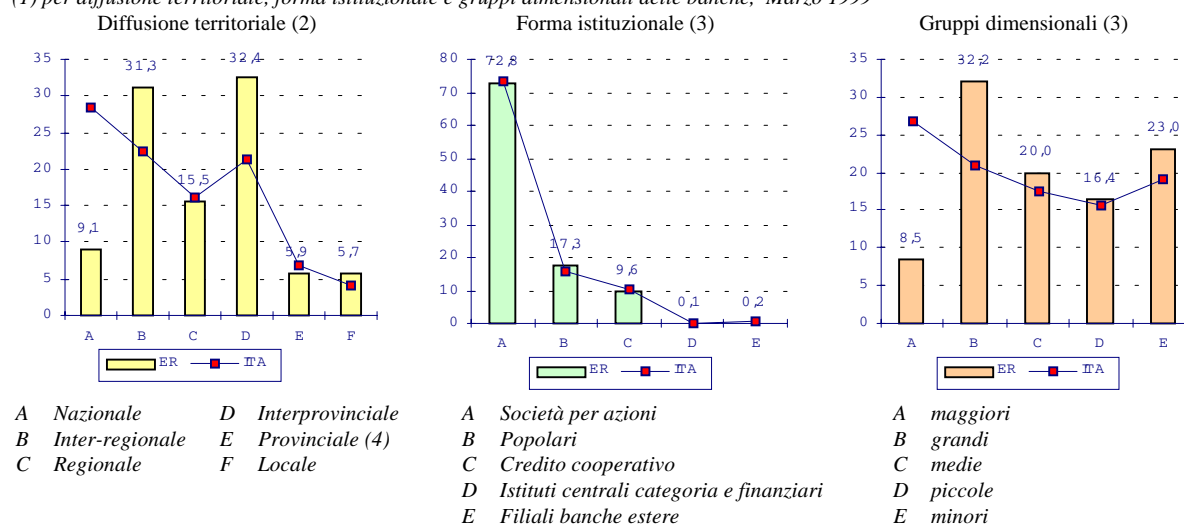 (1) per diffusione territoriale, forma istituzionale e gruppi dimensionali delle banche, Marzo 1999
Diffusione territoriale (2)
35
30
25
20
15
10
5
0
9,1
31,3
15,5
32,4
5,9
5,7
A B C D E F
ER ITA
A Nazionale D Interprovinciale
B Inter-regionale E Provinciale (4)
C Regionale F Locale
Forma istituzionale (3)
80
70
60
50
40
30
20
10
0
72,8
17,3
9,6
0,1
0,2
A B C D E
ER ITA
A Società per azioni
B Popolari
C Credito cooperativo
D Istituti centrali categoria e finanziari
E Filiali banche estere
Gruppi dimensionali (3)
35
30
25
20
15
10
5
0
8,5
32,2
20,0
16,4
23,0
A B C D E
ER ITA
A maggiori
B grandi
C medie
D piccole
E minori